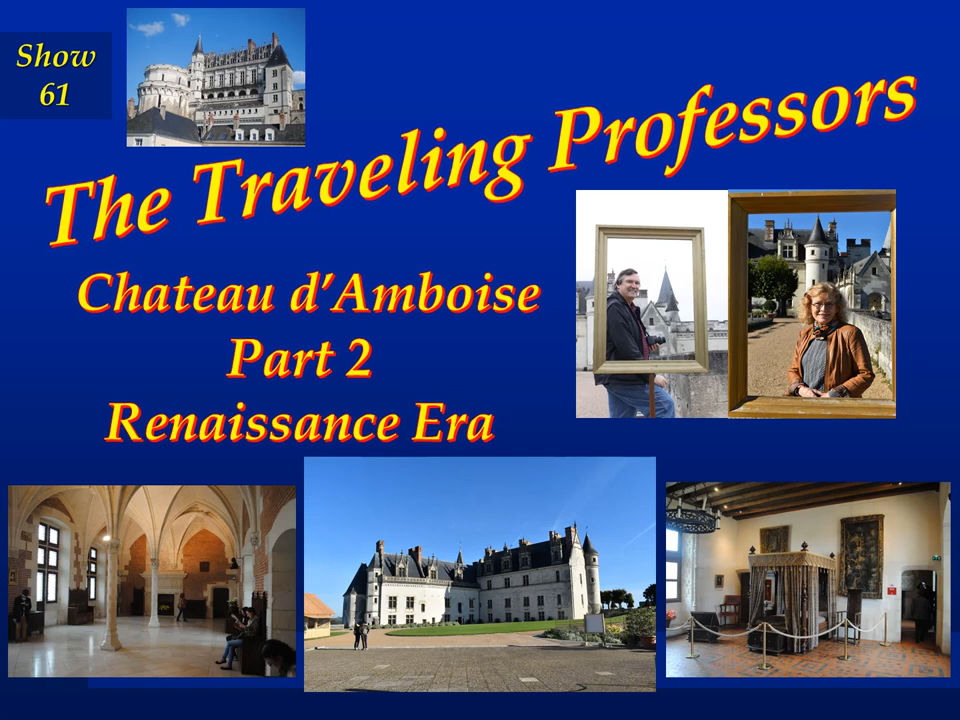 Show
61
The Traveling Professors
Chateau d’Amboise
Part 2
Renaissance Era